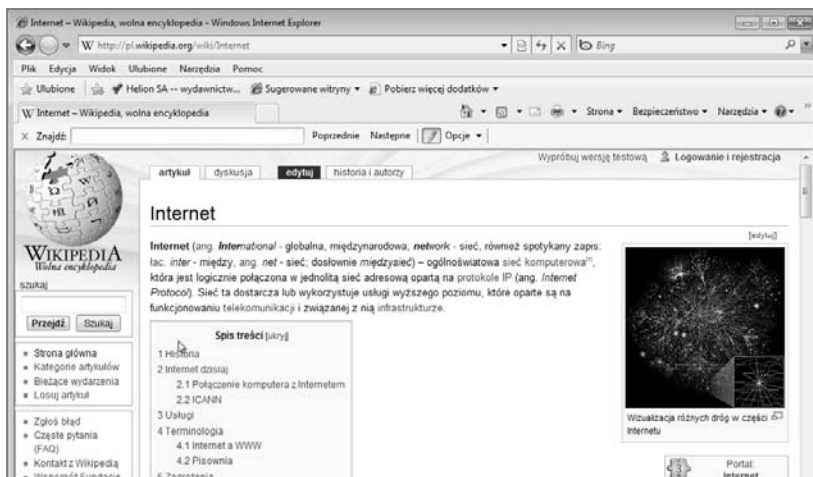 Internet – Wikipedia, wolna encyklopedia - Windows Internet Explorer
W http://pl.wikipedia.org/wiki/Internet
Bing
Plik Edycja Widok Ulubione Narzędzia Pomoc
Ulubione Helion SA -- wydawnictw... Sugerowane witryny Pobierz więcej dodatków
W Internet – Wikipedia, wolna encyklopedia
Strona Bezpieczeństwo Narzędzia
Znajdź: Poprzednie Następne Opcje
Wypróbuj wersję testową Logowanie i rejestracja
artykuł dyskusja edytuj historia i autorzy
Internet
[edytuj]
Internet (ang. International - globalna, międzynarodowa; network - sieć, również spotykany zapis:
łac. inter - między, ang. net - sieć; dosłownie międzysieć) – ogólnoświatowa sieć komputerowa
która jest logicznie połączona w jednolitą sieć adresową opartą na protokole IP (ang. Internet
Protocol). Sieć ta dostarcza lub wykorzystuje usługi wyższego poziomu, które oparte są na
funkcjonowaniu telekomunikacji i związanej z nią infrastrukturze.
WIKIPEDIA
Wolna encyklopedia
szukaj
Przejdź Szukaj
Strona główna
Kategorie artykułów
Bieżące wydarzenia
Losuj artykuł
Zgłoś błąd
Częste pytania
(FAQ)
Kontakt z Wikipedią
Wspomóż Fundację
Spis treści [ukryj]
1 Historia
2 Internet dzisiaj
2.1 Połączenie komputera z Internetem
2.2 ICANN
3 Usługi
4 Terminologia
4.1 Internet a WWW
4.2 Pisownia
5 Zagrożenia
Wizualizacja różnych dróg w części
Internetu
Portal:
Internet